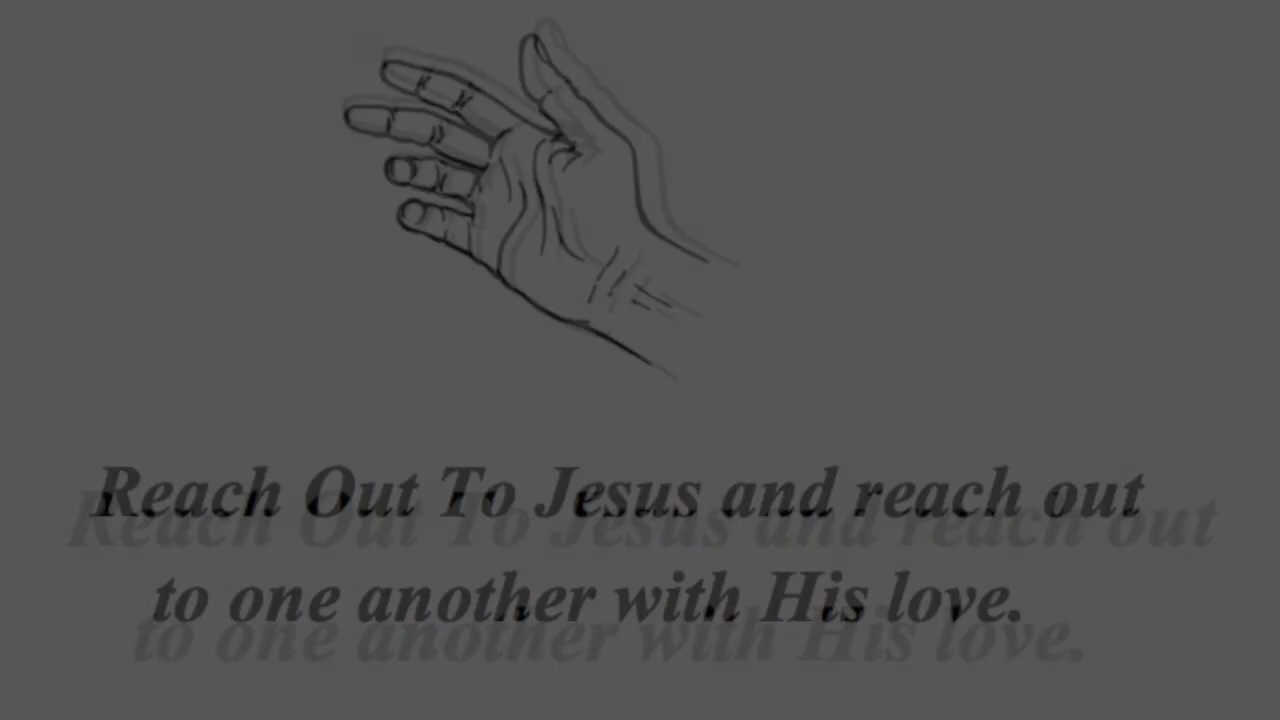 Reach Out To Jesus and reach out
to one another with His love.